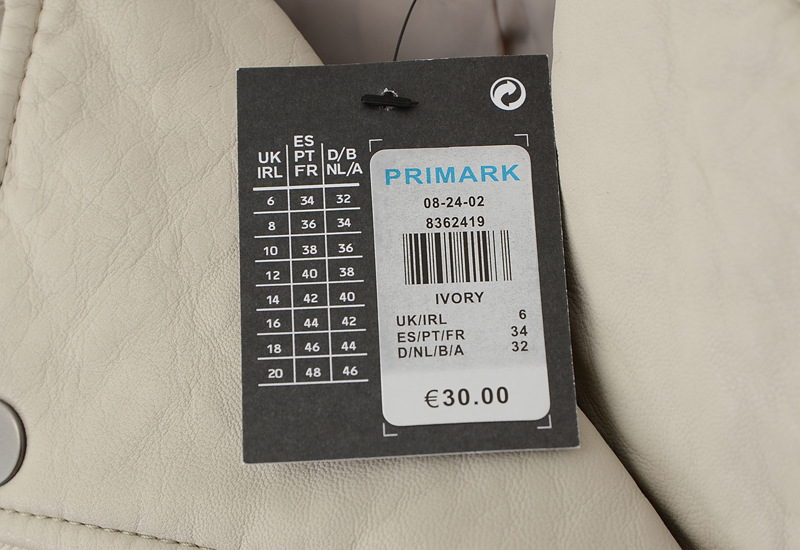 UK
IRL
ES
PT
FR
D/B
NL/A
6 34 32
8 36 34
10 38 36
12 40 38
14 42 40
16 44 42
18 46 44
20 48 46
PRIMARK
08-24-02
8362419
IVORY
UK/IRL 6
ES/PT/FR 34
D/NL/B/A 32
€30.00